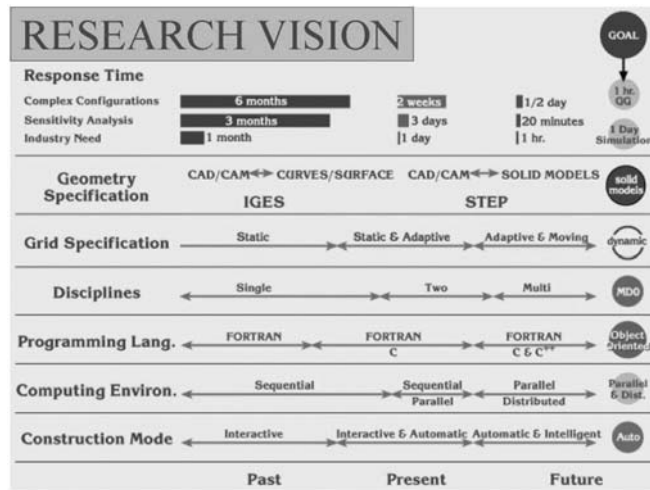 RESEARCH VISION
GOAL
Response Time
Complex Configurations 6 months 2 weeks 1/2 day 1 hr. GG
Sensitivity Analysis 3 months 3 days 20 minutes
Industry Need 1 month 1 day 1 hr. 1 Day Simulation
Geometry Specification CAD/CAM CURVES/SURFACE CAD/CAM SOLID MODELS solid models
IGES STEP
Grid Specification Static Static & Adaptive Adaptive & Moving dynamic
Disciplines Single Two Multi MDO
Programming Lang. FORTRAN FORTRAN FORTRAN Object Oriented
C C & C++
Computing Environ. Sequential Sequential Parallel Parallel & Dist.
Parallel Distributed
Construction Mode Interactive Interactive & Automatic Automatic & Intelligent Auto
Past Present Future